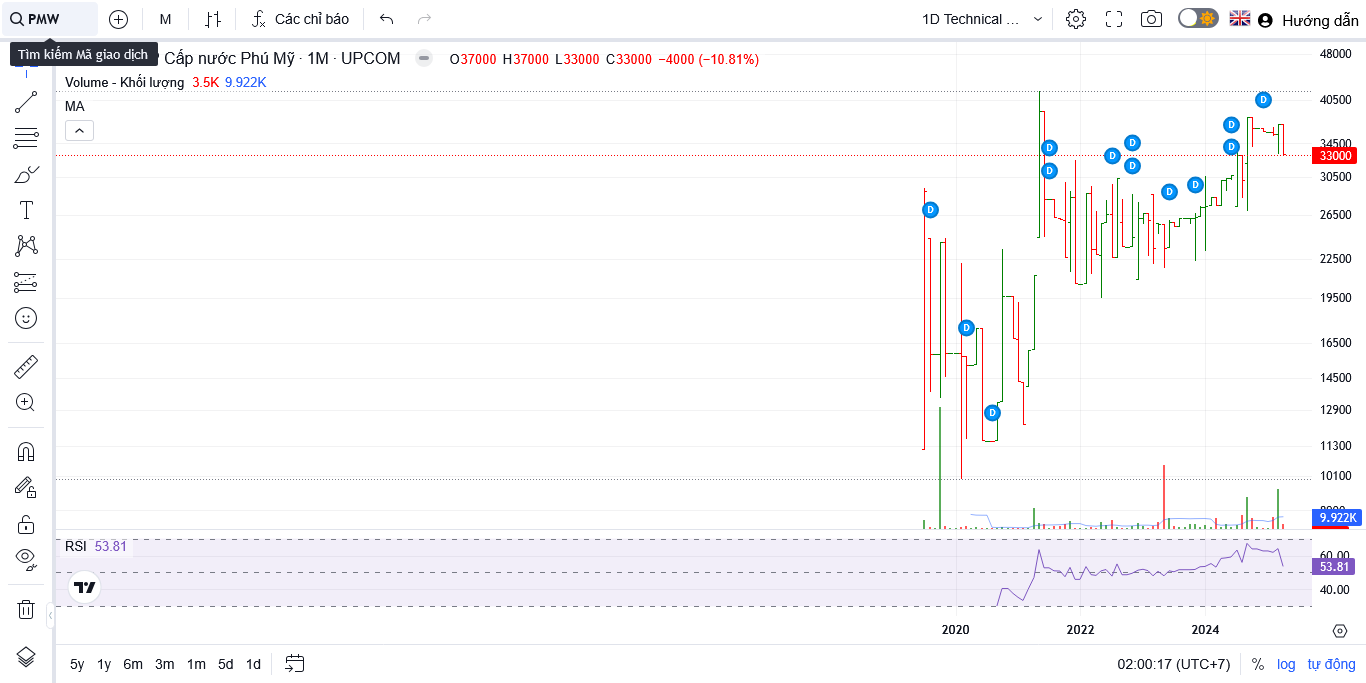 PMW
M
Các chỉ báo
1D Technical ...
Hướng dẫn
Tìm kiếm Mã giao dịch
Cấp nước Phú Mỹ · 1M · UPCOM
O37000 H37000 L33000 C33000 −4000 (−10.81%)
Volume - Khối lượng 3.5K 9.922K
MA
48000
40500
34500
33000
30500
26500
22500
19500
16500
14500
12900
11300
10100
9.922K
D
D
D
D
D
D
D
D
D
D
D
D
D
RSI 53.81
60.00
53.81
40.00
2020
2022
2024
5y 1y 6m 3m 1m 5d 1d
02:00:17 (UTC+7)
% log tự động